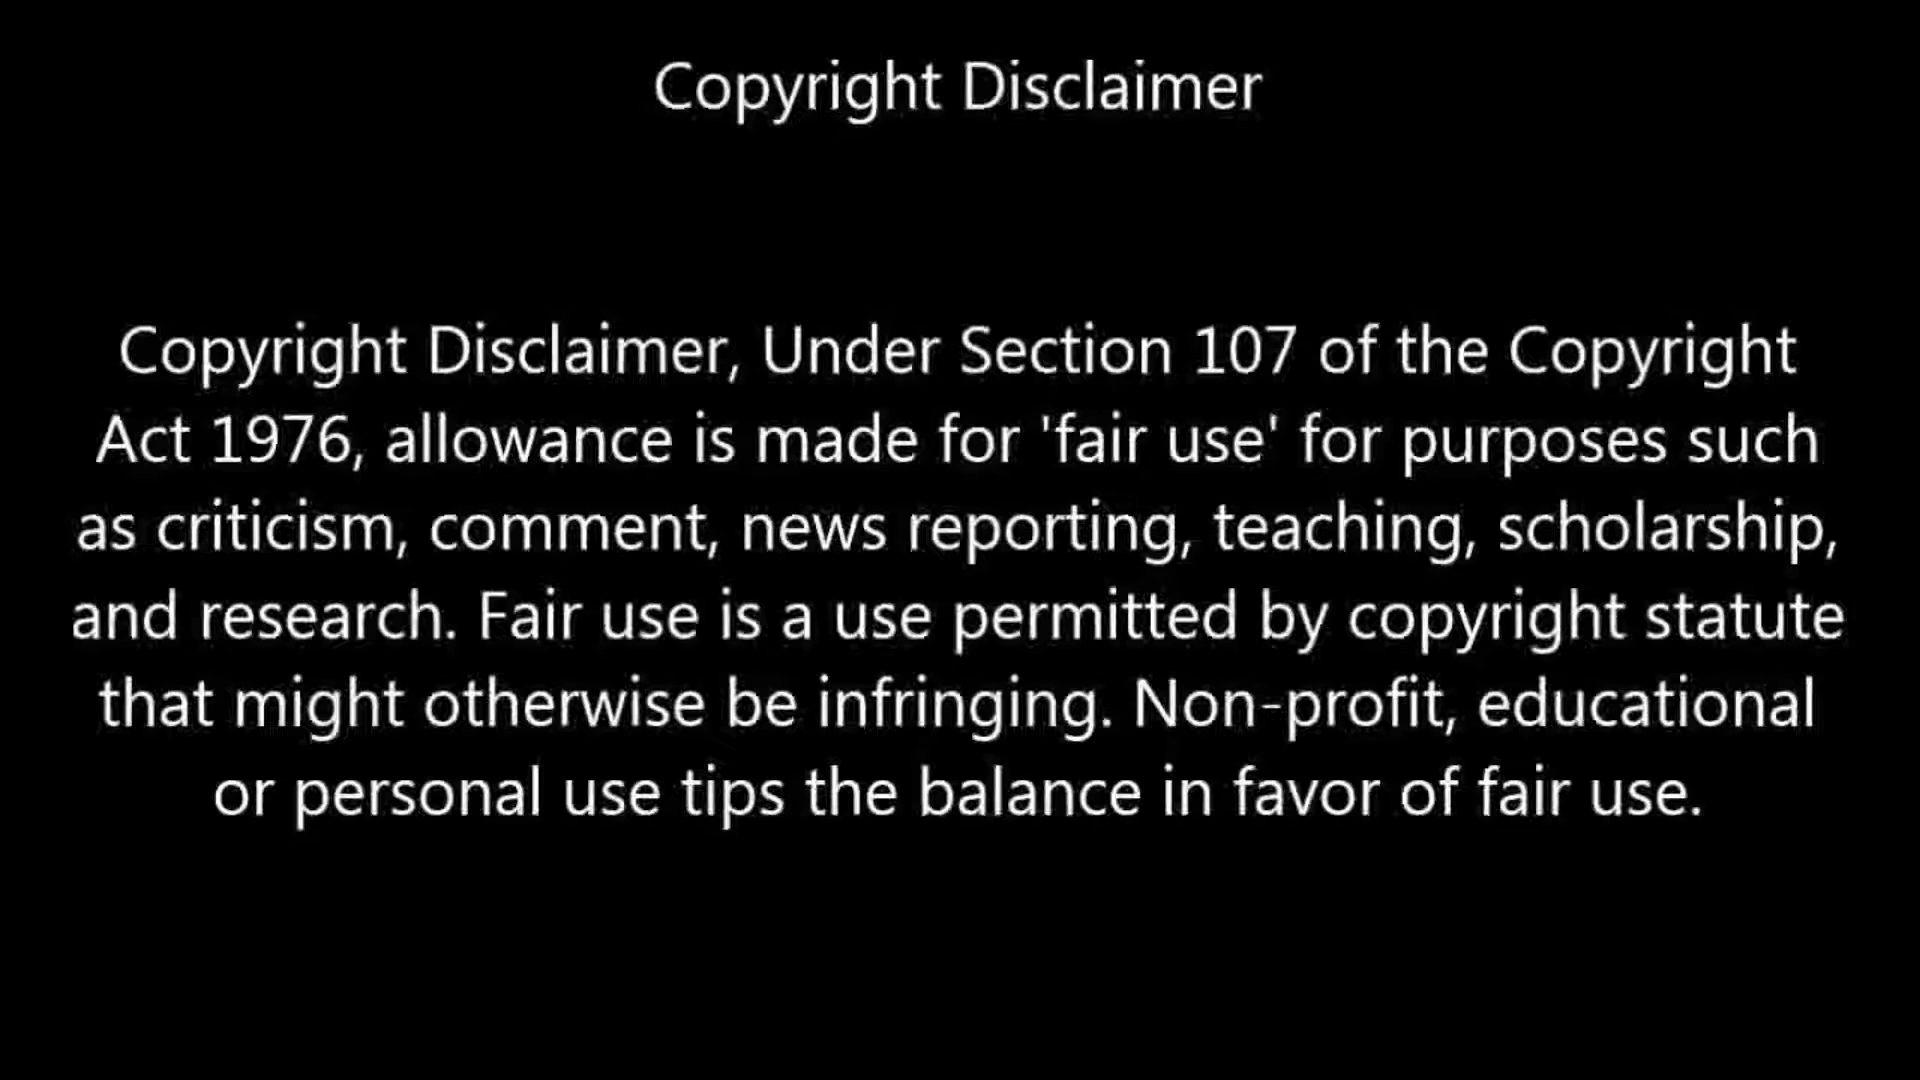 Copyright Disclaimer
Copyright Disclaimer, Under Section 107 of the Copyright
Act 1976, allowance is made for 'fair use' for purposes such
as criticism, comment, news reporting, teaching, scholarship,
and research. Fair use is a use permitted by copyright statute
that might otherwise be infringing. Non-profit, educational
or personal use tips the balance in favor of fair use.